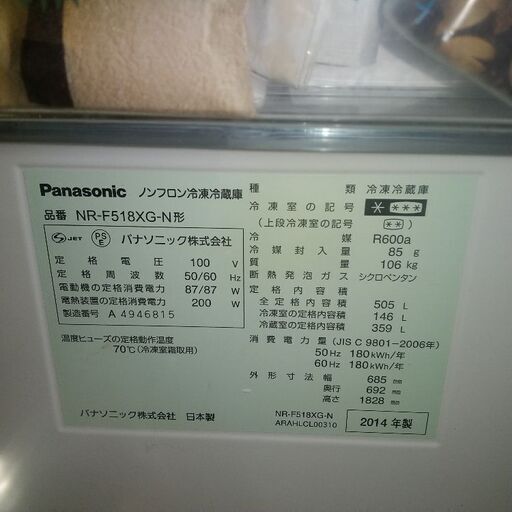 Panasonic ノンフロン冷凍冷蔵庫
品番 NR-F518XG-N形
JET PSE パナソニック株式会社
定格電圧 100 V
定格周波数 50/60 Hz
電動機の定格消費電力 87/87 W
電熱装置の定格消費電力 200 W
製造番号 A 4946815
温度ヒューズの定格動作温度
70℃(冷凍室霜取用)
パナソニック株式会社 日本製
種類 冷凍冷蔵庫
冷凍室の記号 ****
(上段冷凍室の記号) **
冷媒 R600a
冷媒封入量 85 g
質量 106 kg
断熱発泡ガス シクロペンタン
定格内容積
全定格内容積 505 L
冷凍室の定格内容積 146 L
冷蔵室の定格内容積 359 L
消費電力量 (JIS C 9801-2006年)
50Hz 180kWh/年
60Hz 180kWh/年
外形寸法 幅 685 mm
奥行 692 mm
高さ 1828 mm
NR-F518XG-N
ARAHLCL00310
2014年製